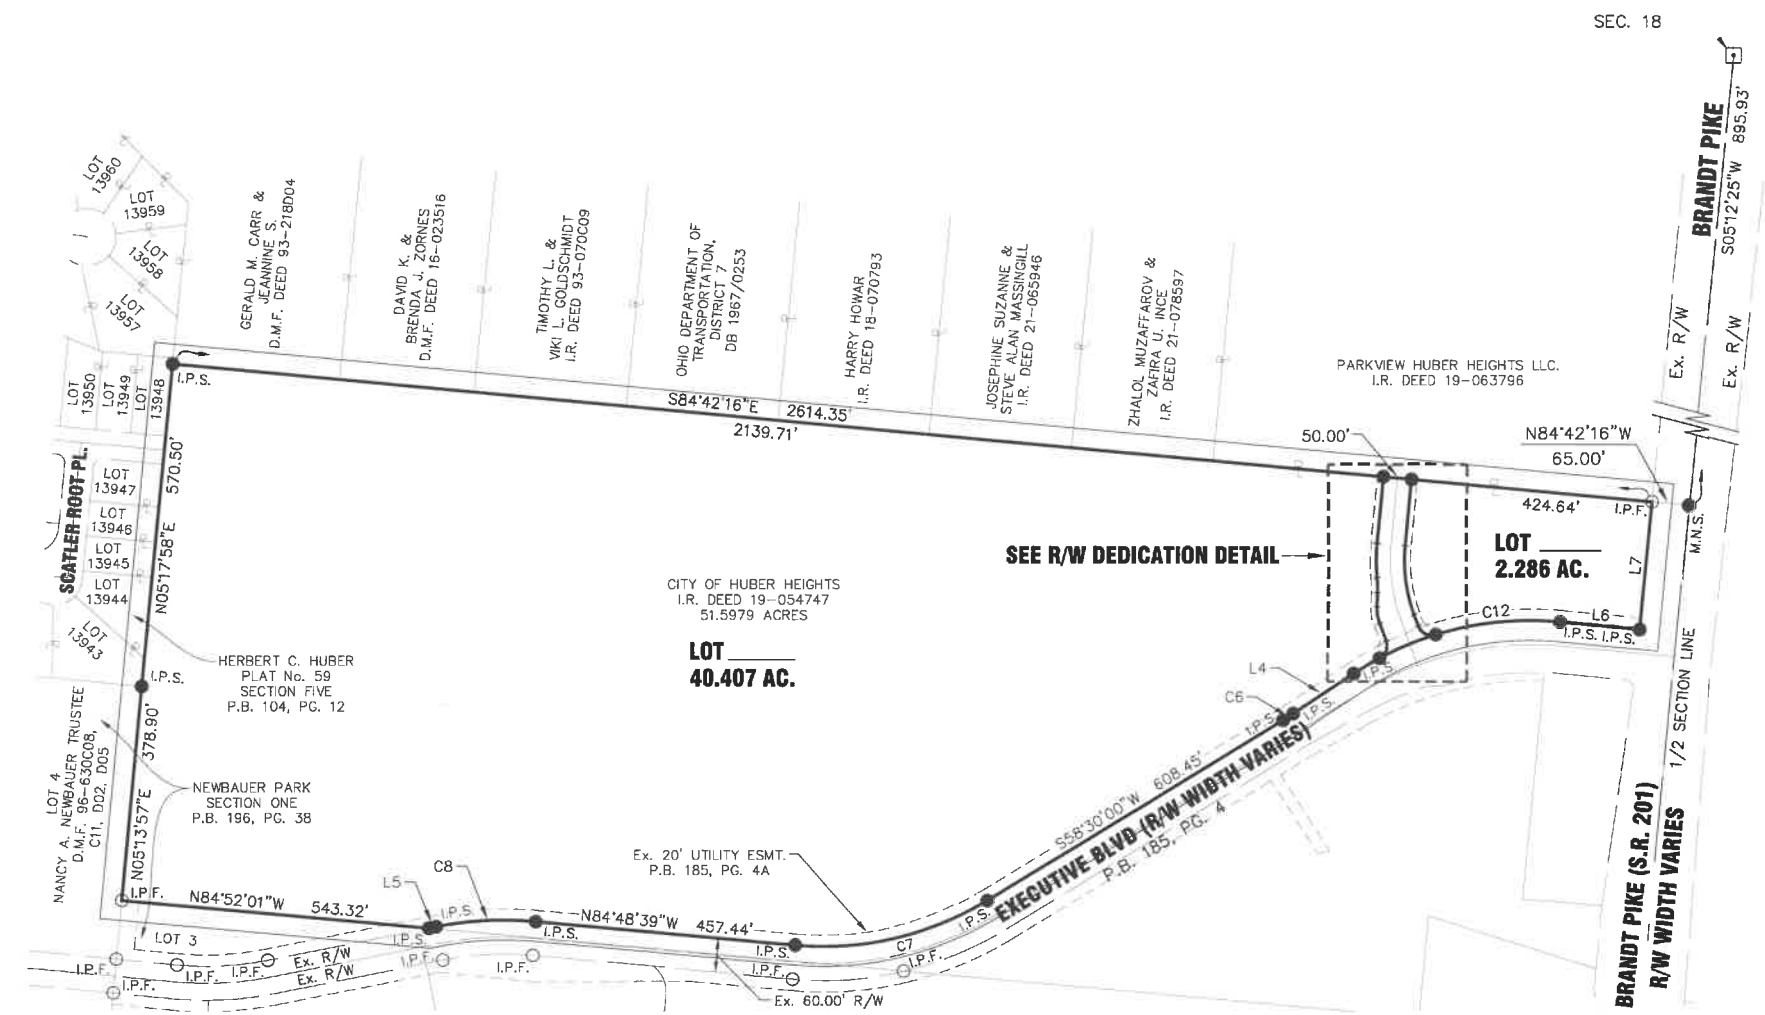 SEC. 18
BRANDT PIKE
S05°12'25"W 895.93'
Ex. R/W
Ex. R/W
LOT
13960
LOT
13959
LOT
13958
LOT
13957
LOT
13950
LOT
13949
LOT
13948
GERALD M. CARR &
JEANNINE S.
D.M.F. DEED 93-218D04
DAVID K. &
BRENDA J. ZORNES
D.M.F. DEED 16-023516
TIMOTHY L. &
VIKI L. GOLDSCHMIDT
I.R. DEED 93-070C09
OHIO DEPARTMENT OF
TRANSPORTATION,
DISTRICT 7
DB 1967/0253
HARRY HOWAR
I.R. DEED 18-070793
JOSEPHINE SUZANNE &
STEVE ALAN MASSINGILL
I.R. DEED 21-065946
ZHALOL MUZAFFAROV &
ZAFIRA U. INCE
I.R. DEED 21-078597
PARKVIEW HUBER HEIGHTS LLC.
I.R. DEED 19-063796
I.P.S.
S84°42'16"E 2614.35'
2139.71'
50.00'
N84°42'16"W
65.00'
424.64'
I.P.F.
M.N.S.
SCATLER ROOT PL.
LOT
13947
LOT
13946
LOT
13945
LOT
13944
LOT
13943
N05°17'58"E 570.50'
SEE R/W DEDICATION DETAIL
LOT
2.286 AC.
L7
C12
L6
I.P.S. I.P.S.
CITY OF HUBER HEIGHTS
I.R. DEED 19-054747
51.5979 ACRES
LOT
40.407 AC.
HERBERT C. HUBER
PLAT No. 59
SECTION FIVE
P.B. 104, PG. 12
I.P.S.
L4
C6
I.P.S.
I.P.S.
I.P.S.
1/2 SECTION LINE
LOT 4
NANCY A. NEWBAUER TRUSTEE
D.M.F. 96-630C08,
C11, D02, D05
N05°13'57"E 378.90'
NEWBAUER PARK
SECTION ONE
P.B. 196, PG. 38
S58°30'00"W 608.45'
EXECUTIVE BLVD (R/W WIDTH VARIES)
P.B. 185, PG. 4
BRANDT PIKE (S.R. 201)
R/W WIDTH VARIES
Ex. 20' UTILITY ESMT.
P.B. 185, PG. 4A
L5
C8
I.P.F.
N84°52'01"W 543.32'
I.P.S.
I.P.S.
I.P.S.
N84°48'39"W 457.44'
I.P.S.
C7
I.P.S.
LOT 3
Ex. R/W
Ex. R/W
I.P.F.
I.P.F.
I.P.F.
I.P.F.
I.P.F.
I.P.F.
I.P.F.
I.P.F.
Ex. 60.00' R/W